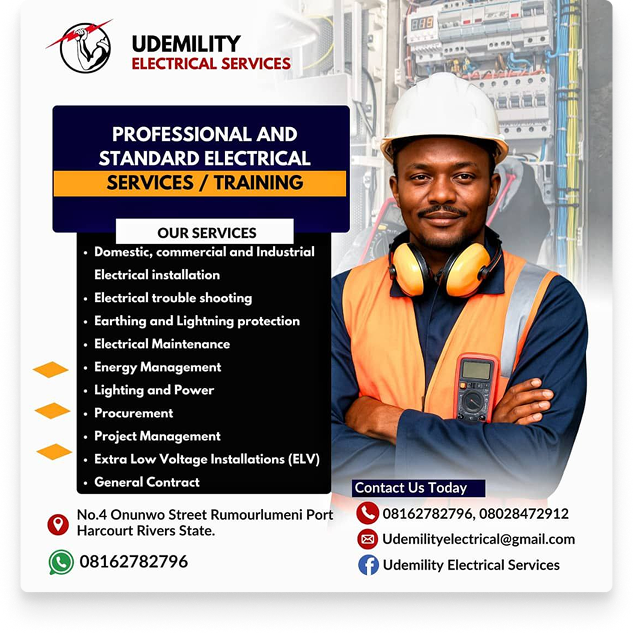 UDEMILITY
ELECTRICAL SERVICES
PROFESSIONAL AND
STANDARD ELECTRICAL
SERVICES / TRAINING
OUR SERVICES
• Domestic, commercial and Industrial
Electrical installation
• Electrical trouble shooting
• Earthing and Lightning protection
• Electrical Maintenance
• Energy Management
• Lighting and Power
• Procurement
• Project Management
• Extra Low Voltage Installations (ELV)
• General Contract
No.4 Onunwo Street Rumourlumeni Port
Harcourt Rivers State.
08162782796
Contact Us Today
08162782796, 08028472912
Udemilityelectrical@gmail.com
Udemility Electrical Services